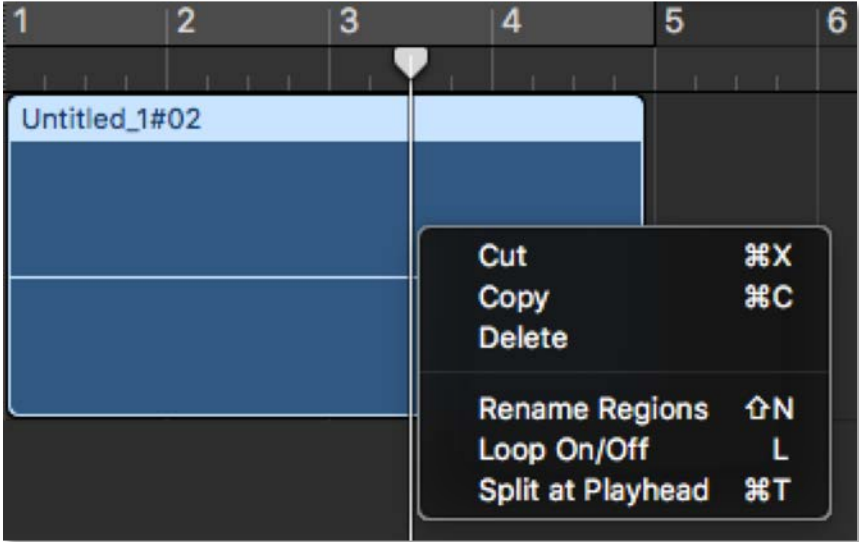 1 2 3 4 5 6
Untitled_1#02
Cut ⌘X
Copy ⌘C
Delete
Rename Regions ⇧N
Loop On/Off L
Split at Playhead ⌘T